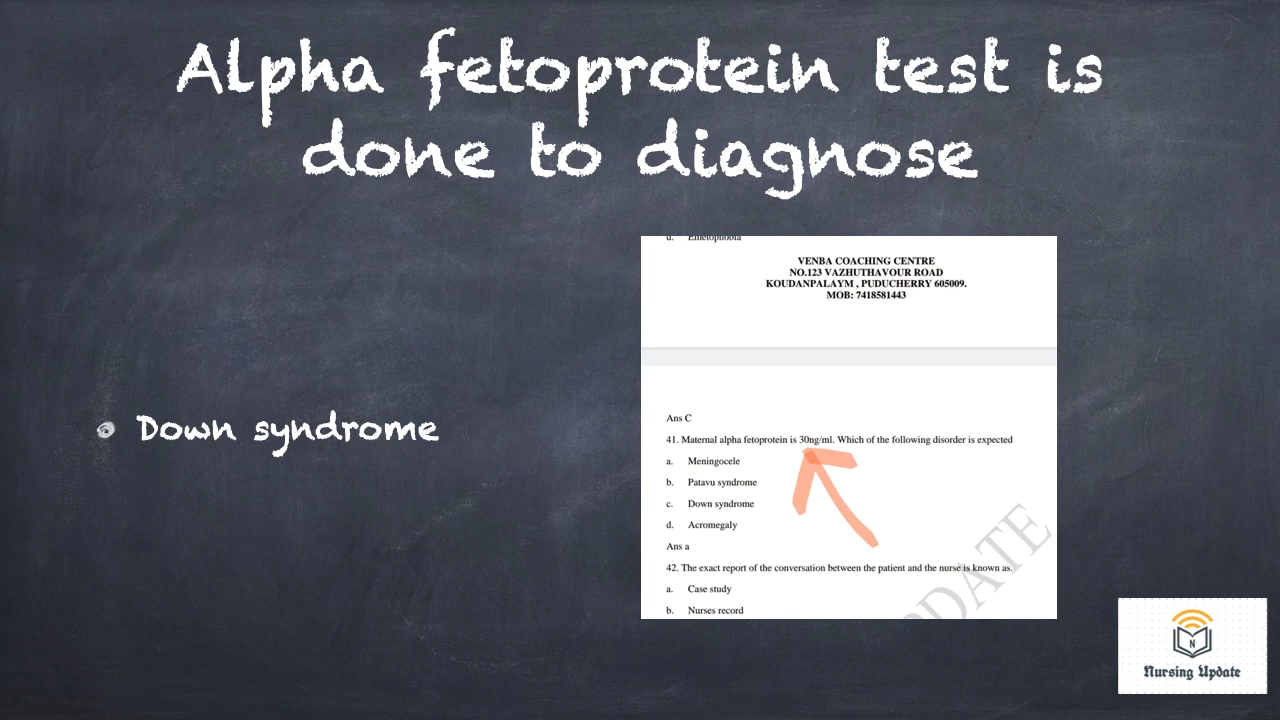 Alpha fetoprotein test is
done to diagnose
Down syndrome
d. Emetophobia
VENBA COACHING CENTRE
NO.123 VAZHUTHAVOUR ROAD
KOUDANPALAYM , PUDUCHERRY 605009.
MOB: 7418581443
Ans C
41. Maternal alpha fetoprotein is 30ng/ml. Which of the following disorder is expected
a. Meningocele
b. Patavu syndrome
c. Down syndrome
d. Acromegaly
Ans a
42. The exact report of the conversation between the patient and the nurse is known as.
a. Case study
b. Nurses record
PDATE
N
Nursing Update